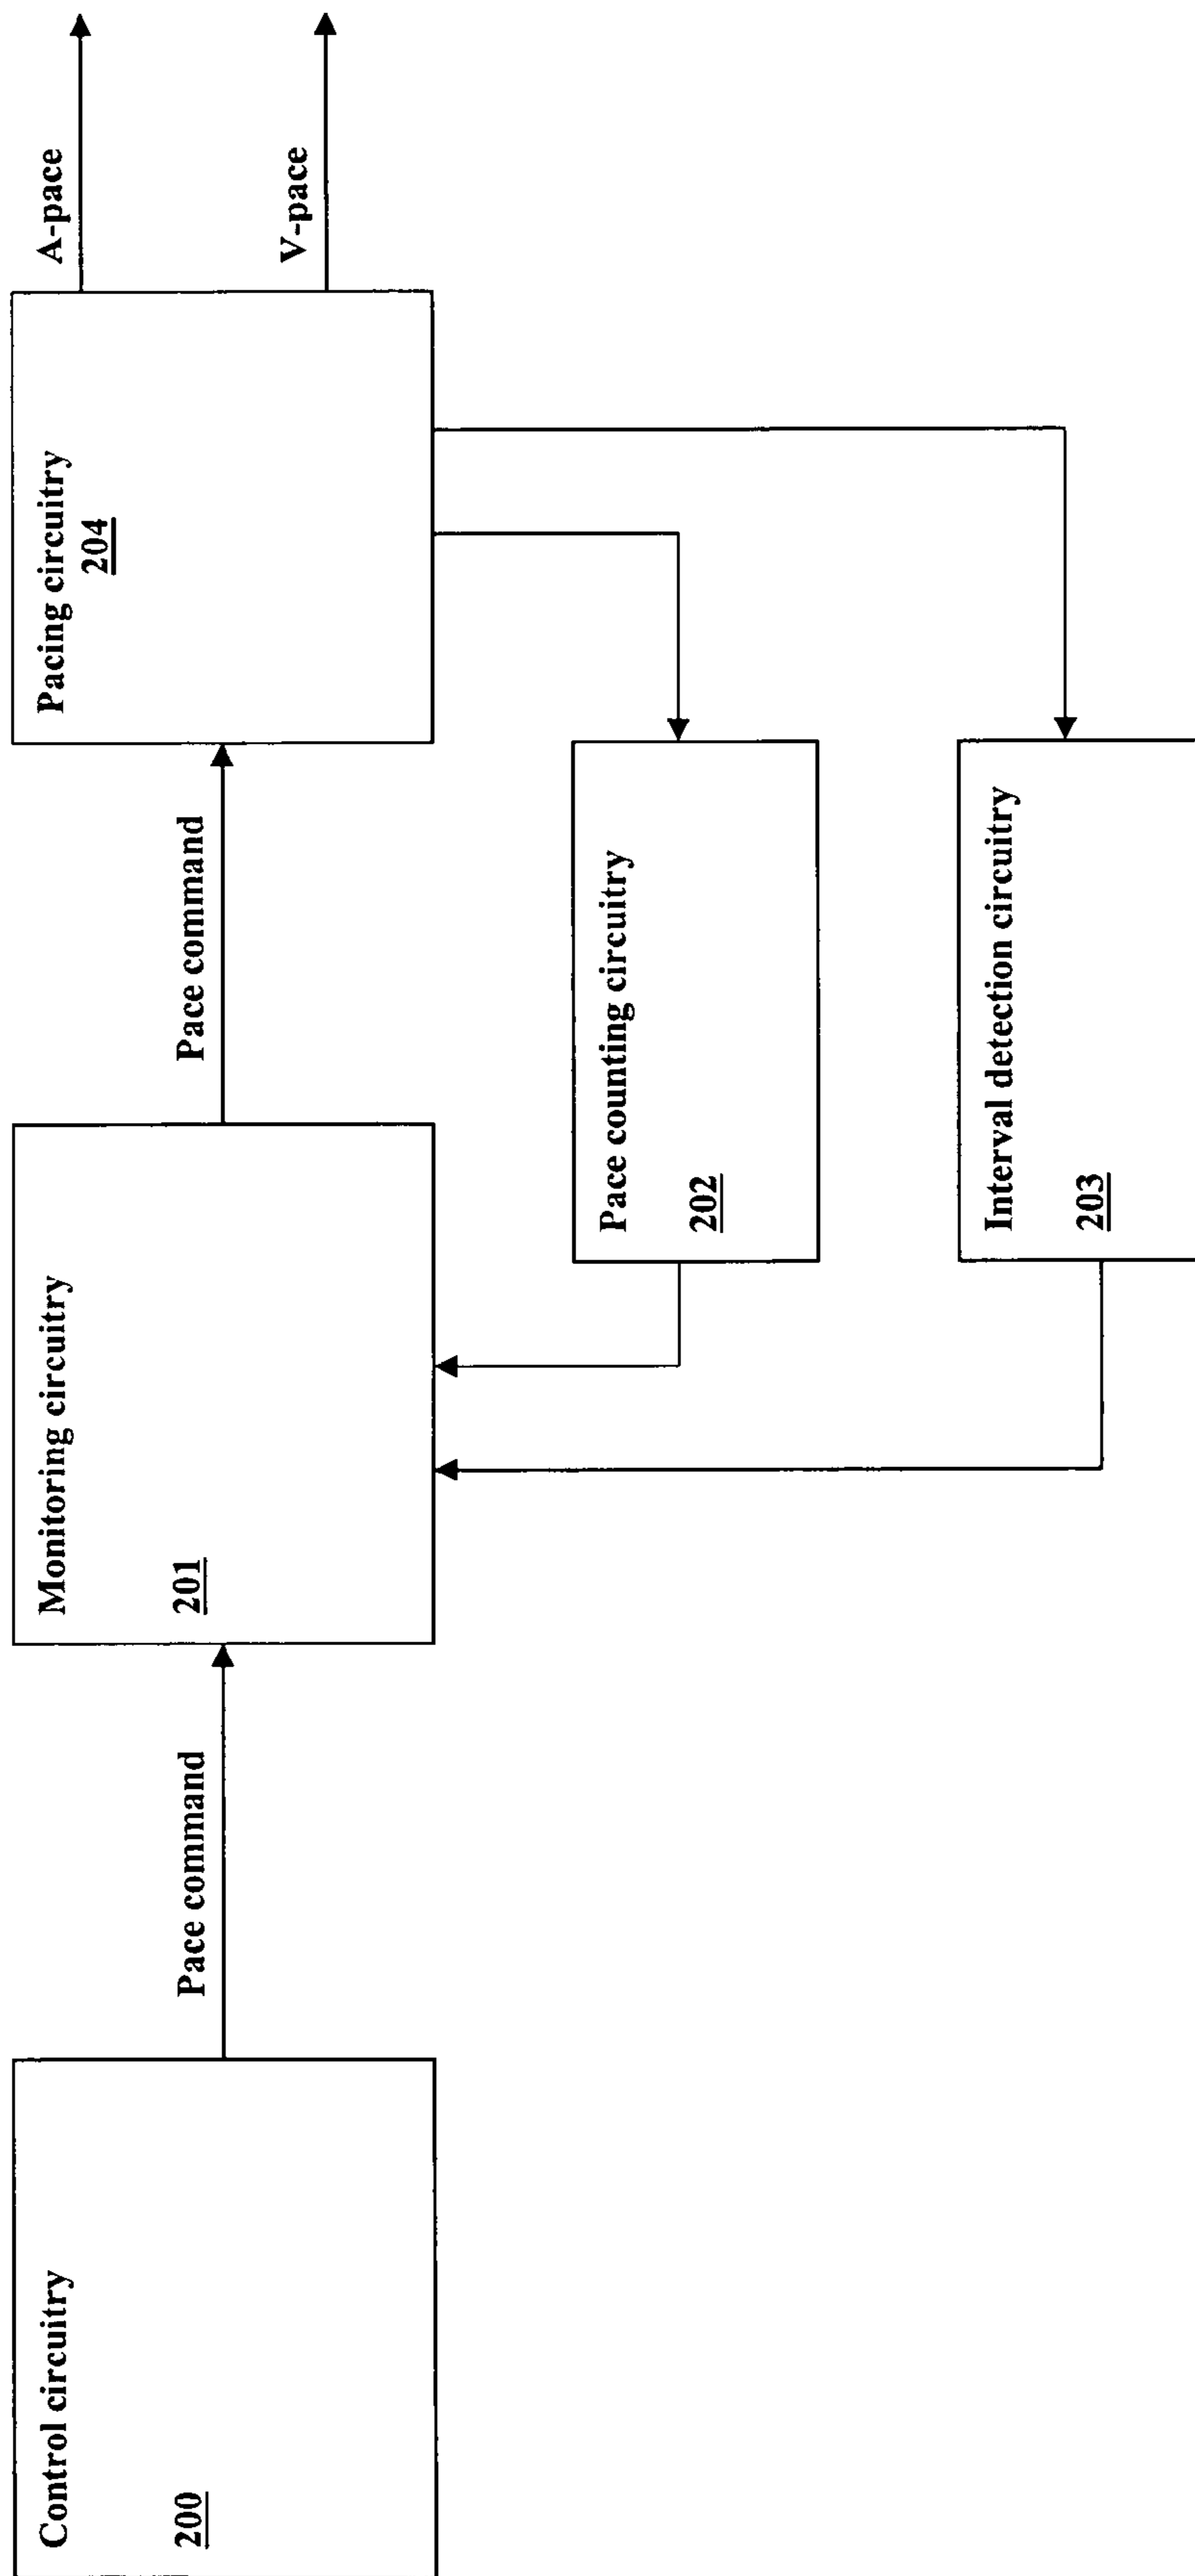 Control circuitry
200
Pace command
Monitoring circuitry
201
Pace command
Pacing circuitry
204
A-pace
V-pace
Pace counting circuitry
202
Interval detection circuitry
203